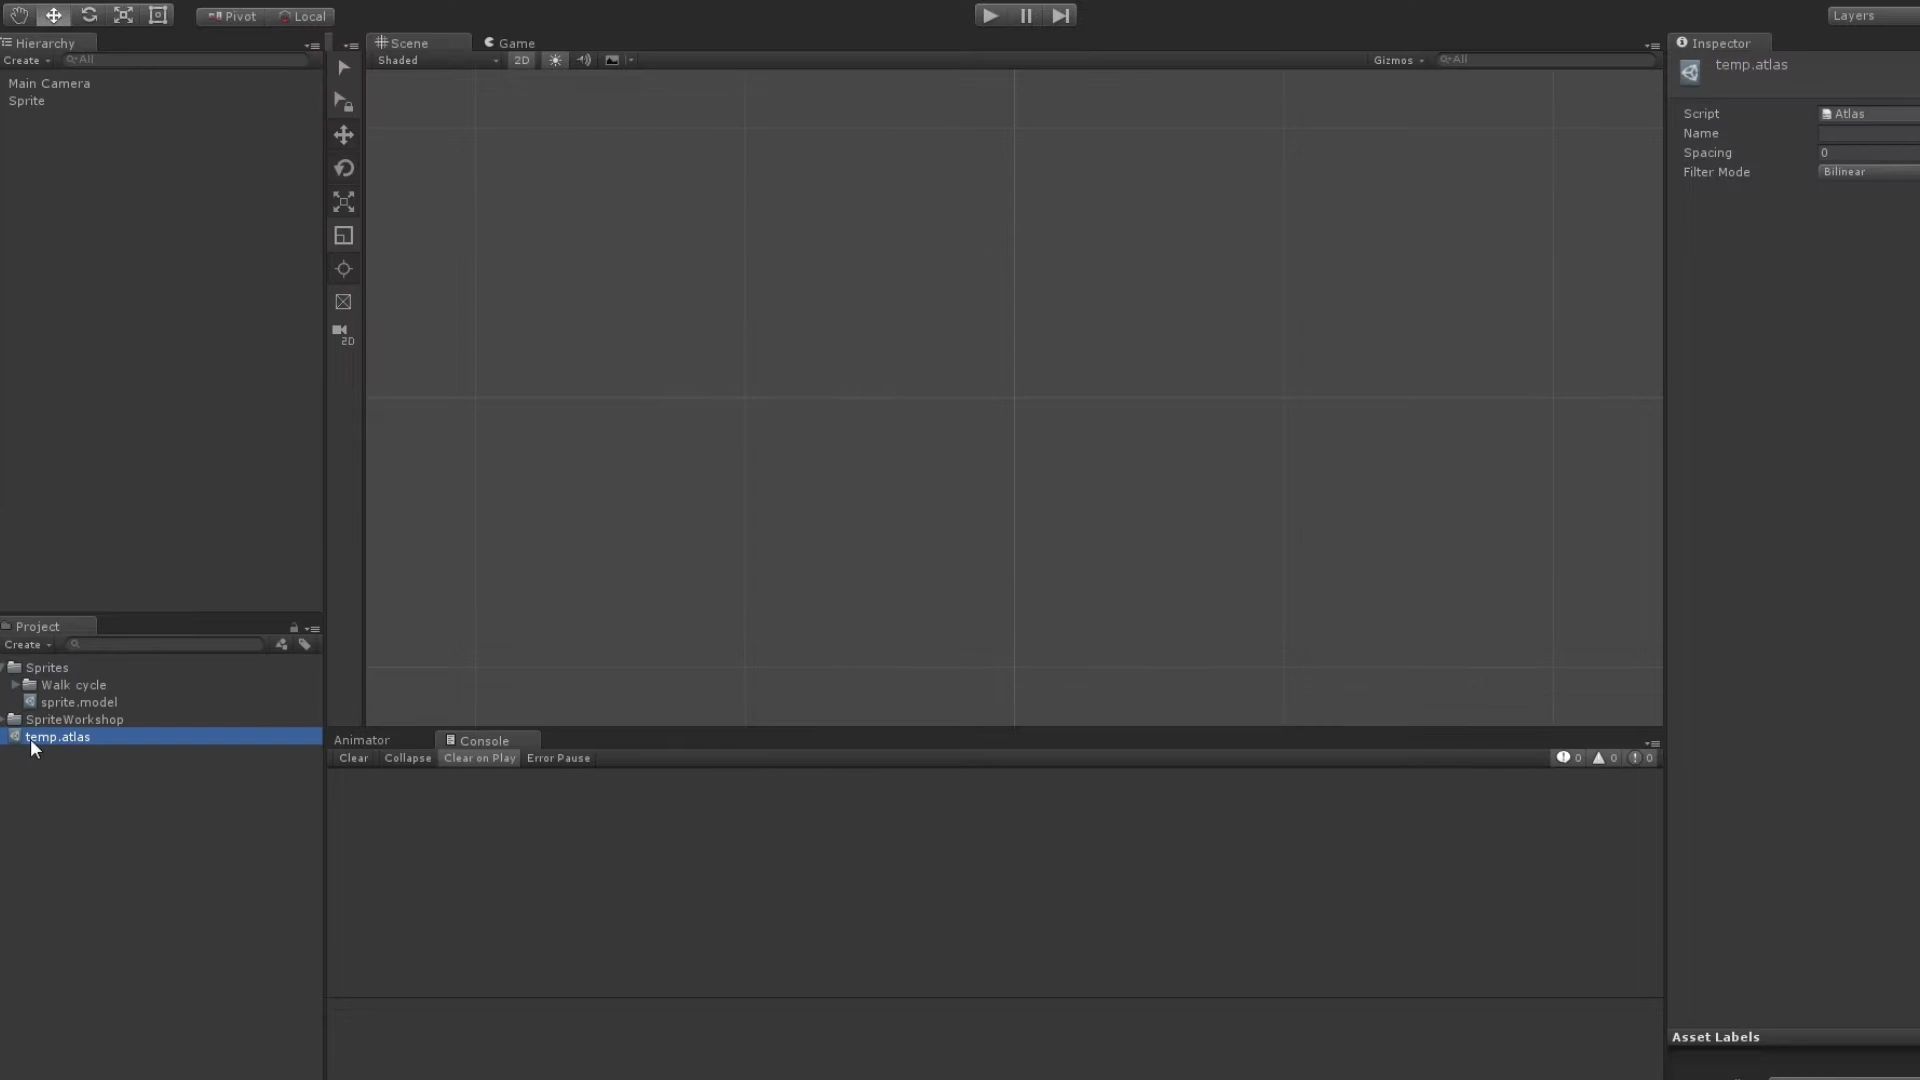 Pivot
Local
Layers
Hierarchy
Create
All
Main Camera
Sprite
Scene
Game
Shaded
2D
Gizmos
All
2D
Inspector
temp.atlas
Script
Atlas
Name
Spacing
0
Filter Mode
Bilinear
Project
Create
Sprites
Walk cycle
sprite.model
SpriteWorkshop
temp.atlas
Animator
Console
Clear
Collapse
Clear on Play
Error Pause
0
0
0
Asset Labels